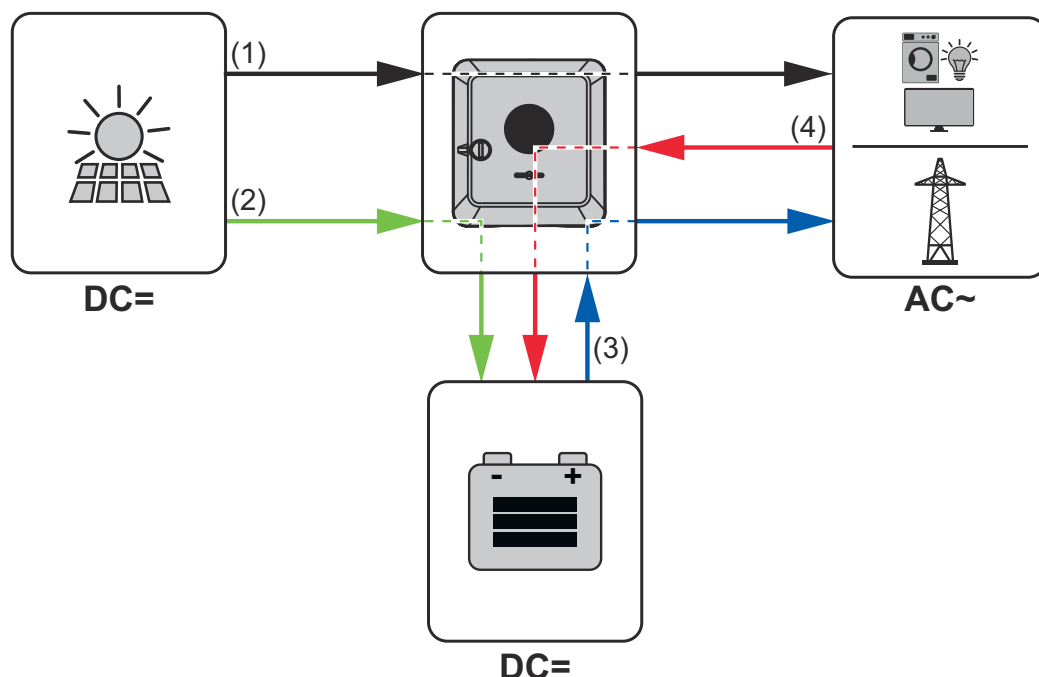 (1)
(4)
(2)
DC=
AC~
(3)
- +
DC=